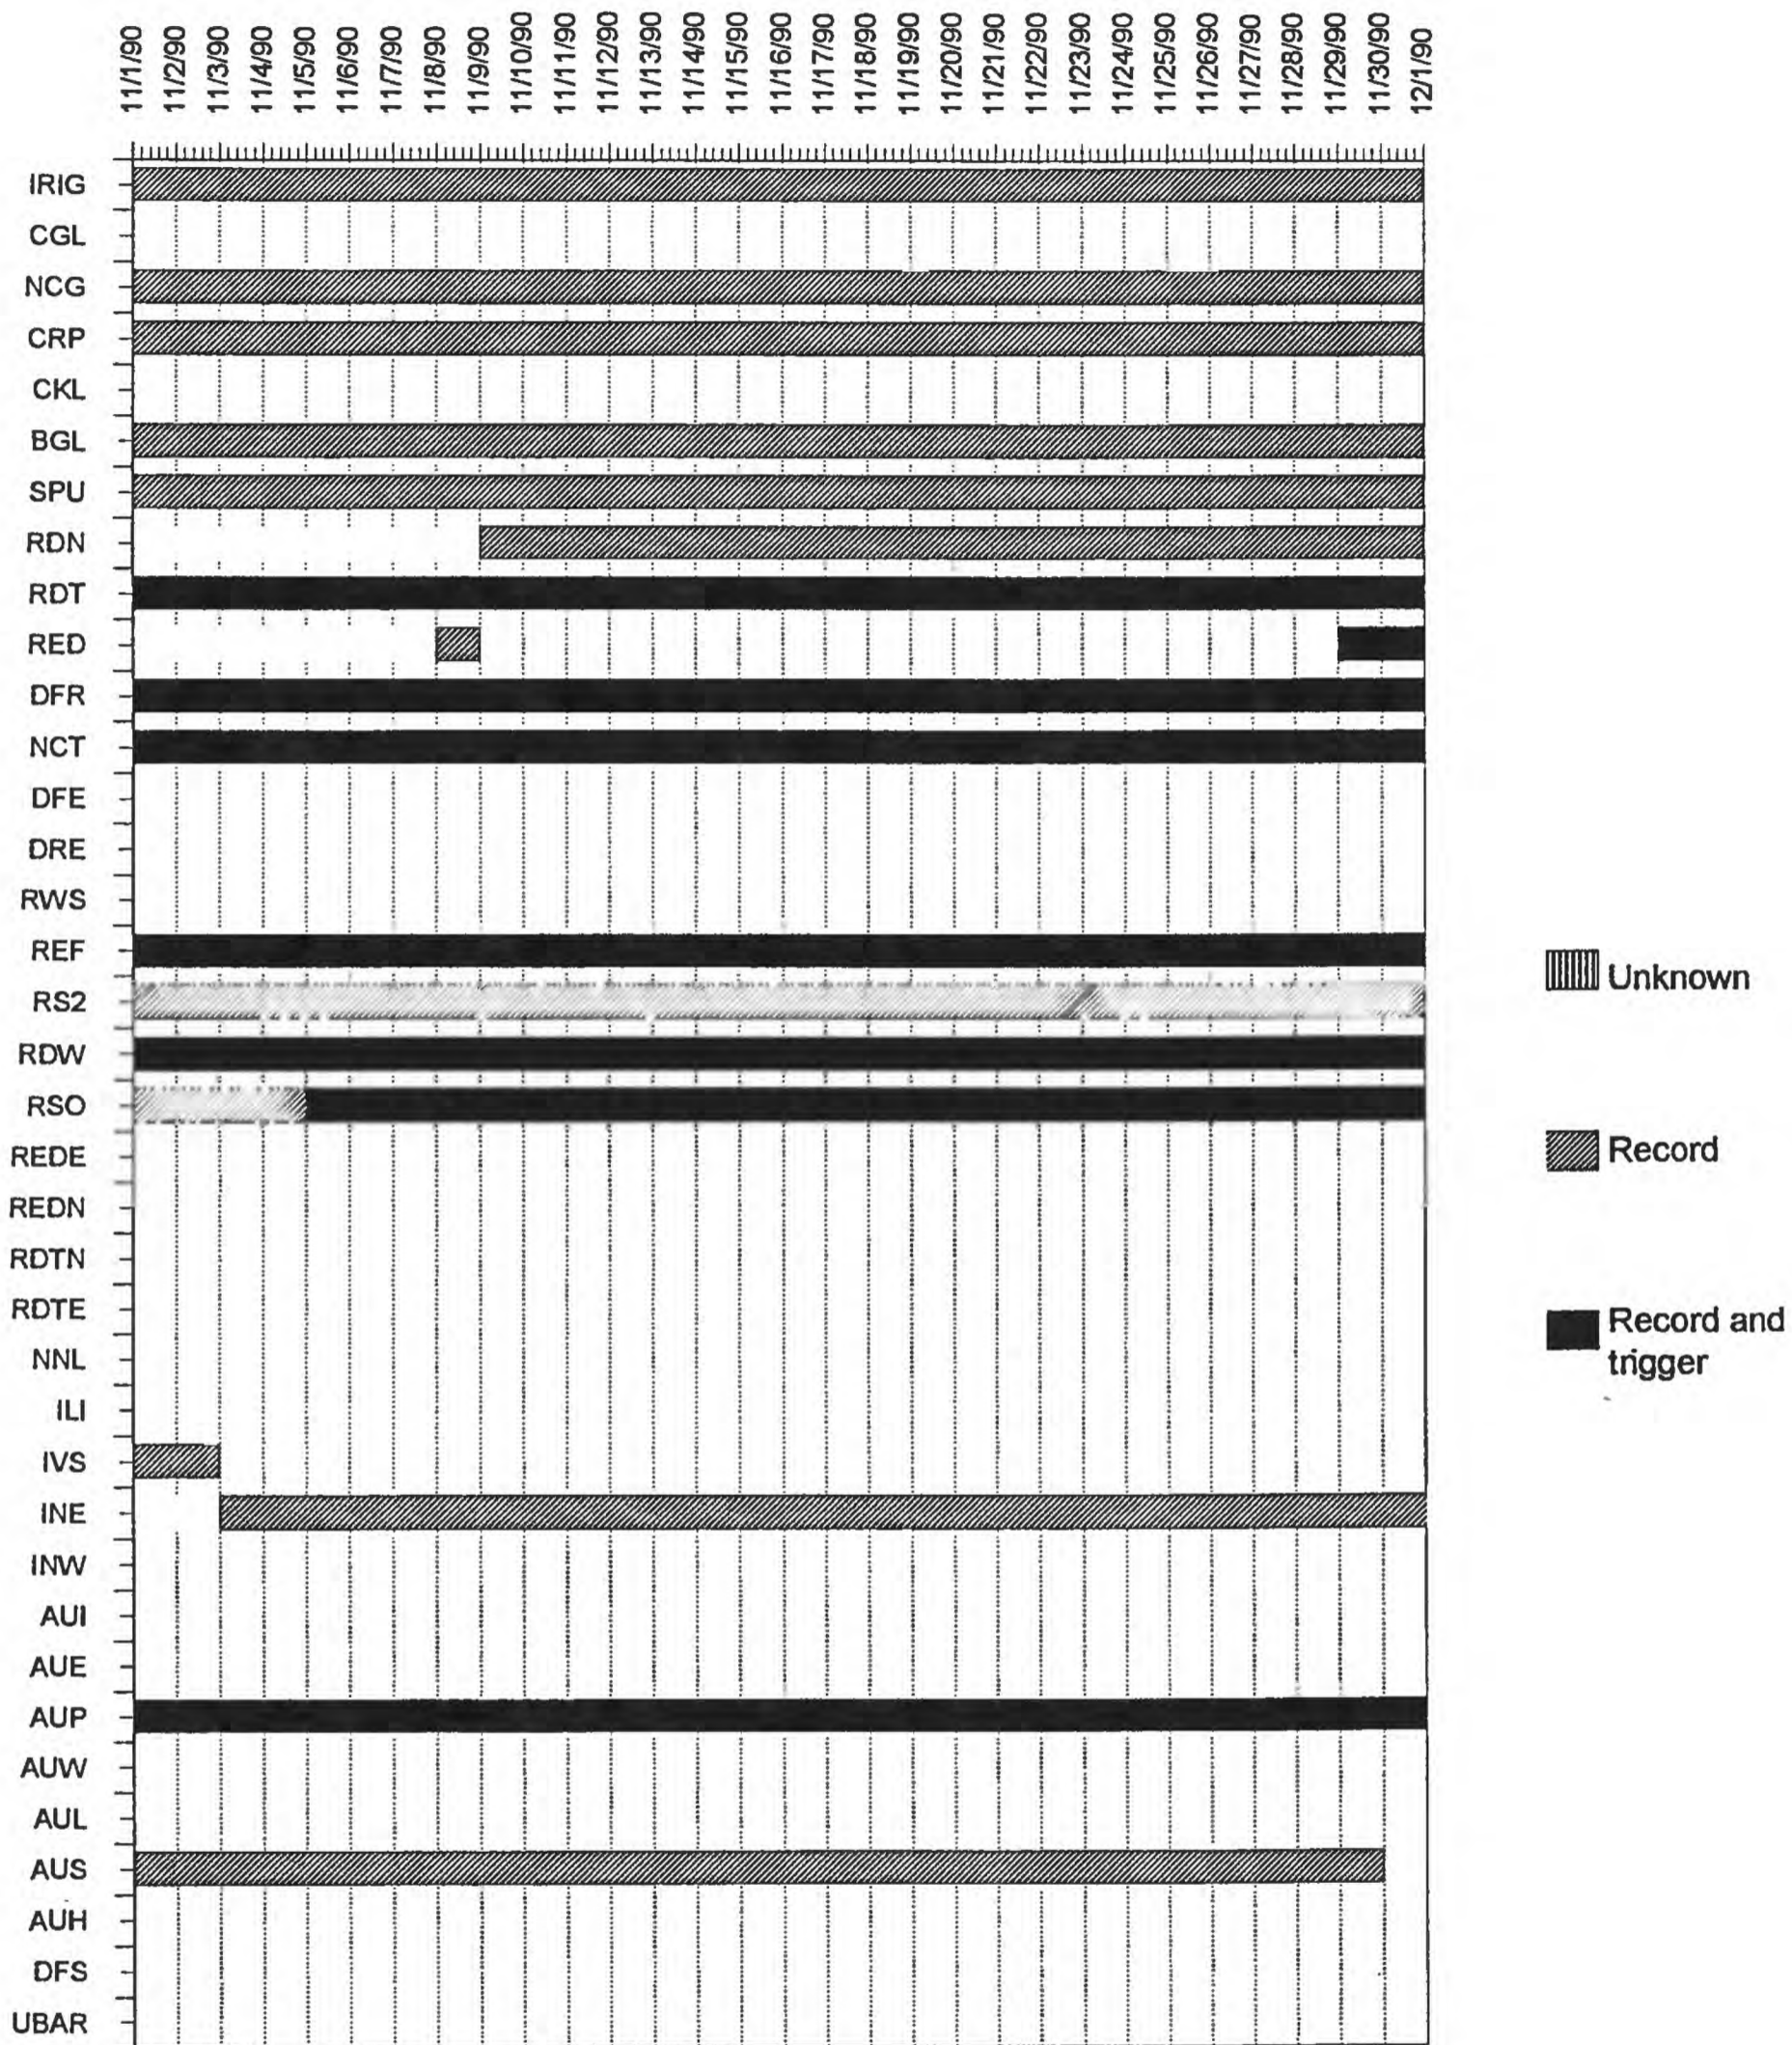 11/1/90
11/2/90
11/3/90
11/4/90
11/5/90
11/6/90
11/7/90
11/8/90
11/9/90
11/10/90
11/11/90
11/12/90
11/13/90
11/14/90
11/15/90
11/16/90
11/17/90
11/18/90
11/19/90
11/20/90
11/21/90
11/22/90
11/23/90
11/24/90
11/25/90
11/26/90
11/27/90
11/28/90
11/29/90
11/30/90
12/1/90
IRIG
CGL
NCG
CRP
CKL
BGL
SPU
RDN
RDT
RED
DFR
NCT
DFE
DRE
RWS
REF
RS2
RDW
RSO
REDE
REDN
RDTN
RDTE
NNL
ILI
IVS
INE
INW
AUI
AUE
AUP
AUW
AUL
AUS
AUH
DFS
UBAR
Unknown
Record
Record and
trigger